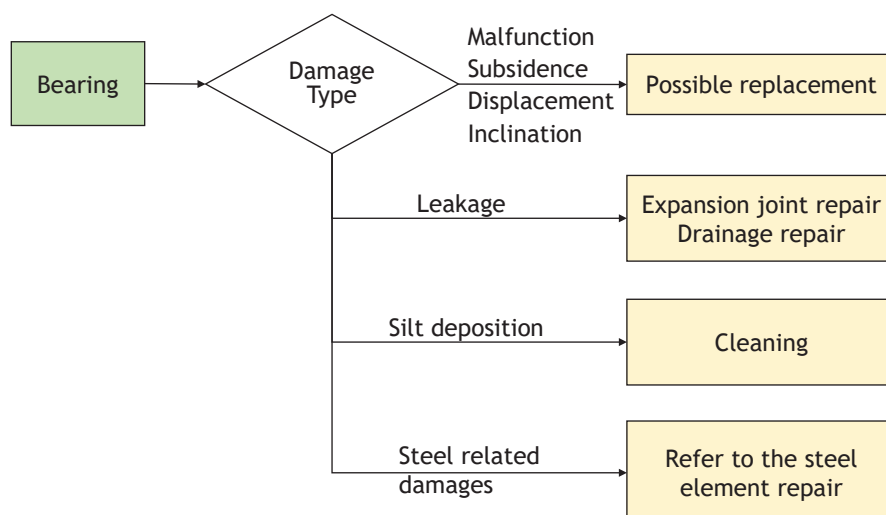 Bearing
Damage
Type
Malfunction
Subsidence
Displacement
Inclination
Possible replacement
Leakage
Expansion joint repair
Drainage repair
Silt deposition
Cleaning
Steel related
damages
Refer to the steel
element repair